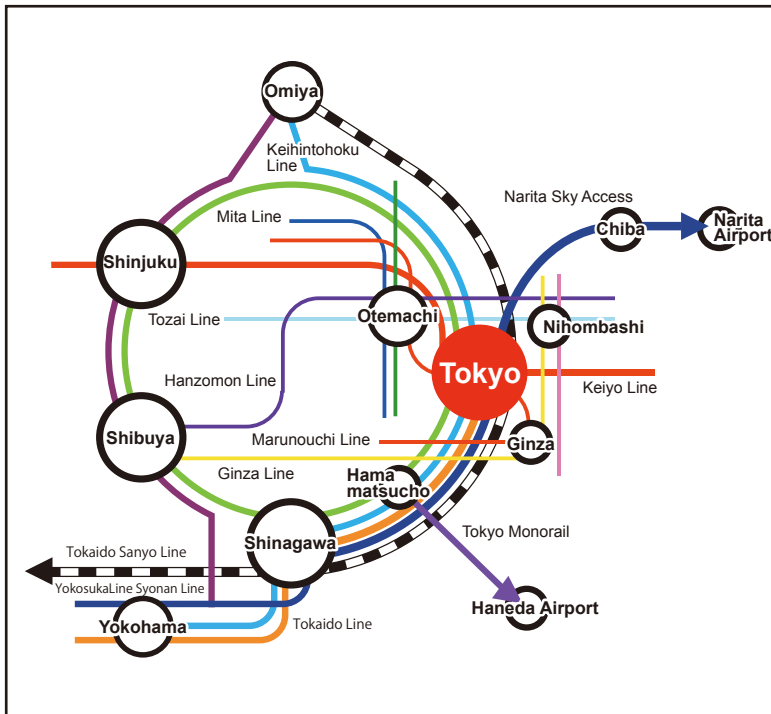 Omiya
Keihintohoku
Line
Narita Sky Access
Mita Line
Chiba
Narita
Airport
Shinjuku
Otemachi
Tozai Line
Nihombashi
Tokyo
Hanzomon Line
Keiyo Line
Shibuya
Marunouchi Line
Ginza
Ginza Line
Hama
matsucho
Tokyo Monorail
Shinagawa
Tokaido Sanyo Line
YokosukaLine Syonan Line
Haneda Airport
Yokohama
Tokaido Line